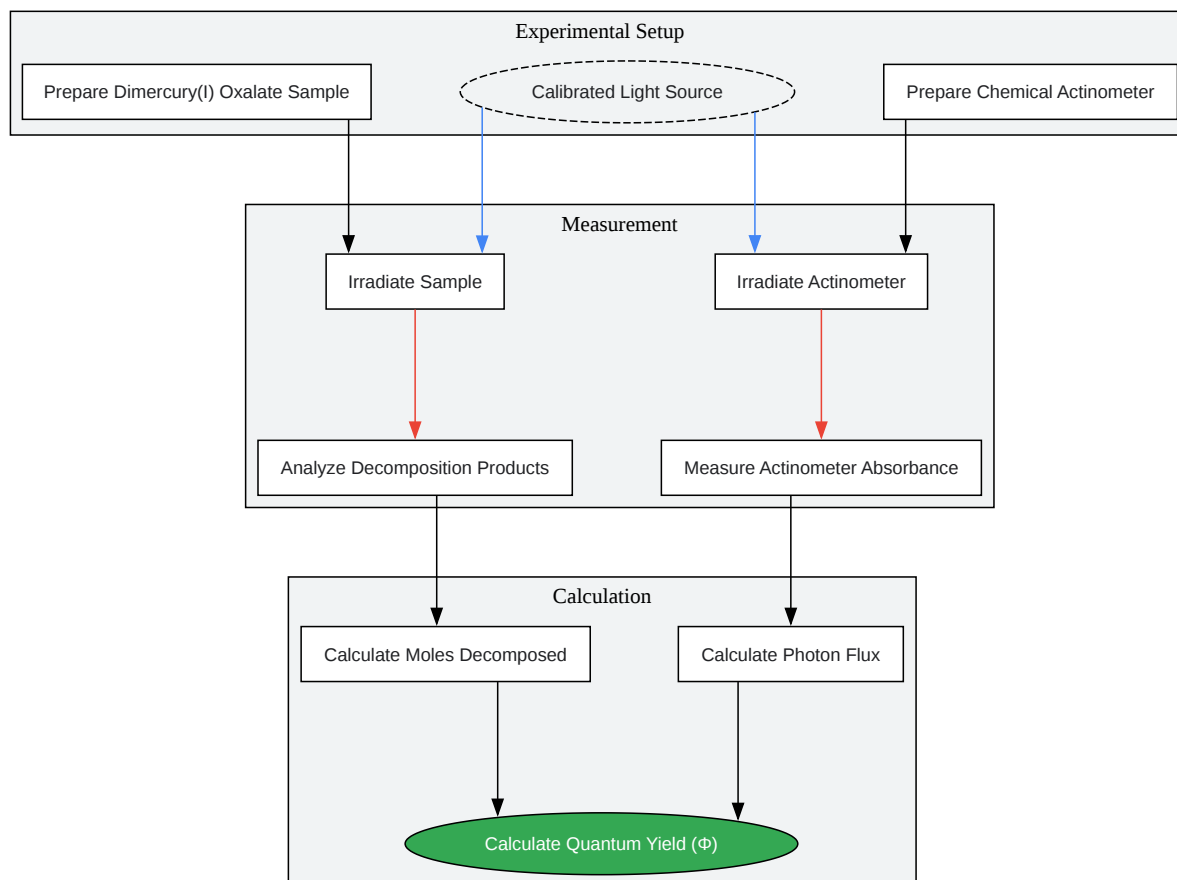 Experimental Setup
Prepare Dimercury(I) Oxalate Sample
Calibrated Light Source
Prepare Chemical Actinometer
Measurement
Irradiate Sample
Irradiate Actinometer
Analyze Decomposition Products
Measure Actinometer Absorbance
Calculation
Calculate Moles Decomposed
Calculate Photon Flux
Calculate Quantum Yield (Φ)